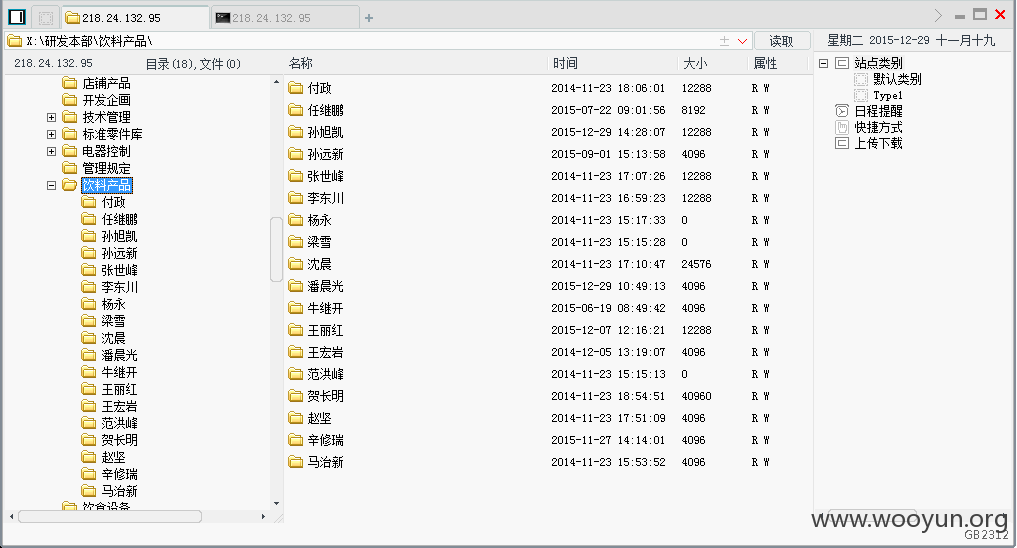 218.24.132.95
218.24.132.95
X:\研发本部\饮料产品\
读取
星期二 2015-12-29 十一月十九
218.24.132.95 目录(18),文件(0)
店铺产品
开发企画
技术管理
标准零件库
电器控制
管理规定
饮料产品
付政
任继鹏
孙旭凯
孙远新
张世峰
李东川
杨永
梁雪
沈晨
潘晨光
牛继开
王丽红
王宏岩
范洪峰
贺长明
赵坚
辛修瑞
马治新
饮食设备
名称 时间 大小 属性
付政 2014-11-23 18:06:01 12288 R W
任继鹏 2015-07-22 09:01:56 8192 R W
孙旭凯 2015-12-29 14:28:07 12288 R W
孙远新 2015-09-01 15:13:58 4096 R W
张世峰 2014-11-23 17:07:26 12288 R W
李东川 2014-11-23 16:59:23 12288 R W
杨永 2014-11-23 15:17:33 0 R W
梁雪 2014-11-23 15:15:28 0 R W
沈晨 2014-11-23 17:10:47 24576 R W
潘晨光 2015-12-29 10:49:13 4096 R W
牛继开 2015-06-19 08:49:42 4096 R W
王丽红 2015-12-07 12:16:21 12288 R W
王宏岩 2014-12-05 13:19:07 4096 R W
范洪峰 2014-11-23 15:15:13 0 R W
贺长明 2014-11-23 18:54:51 40960 R W
赵坚 2014-11-23 17:51:09 4096 R W
辛修瑞 2015-11-27 14:14:01 4096 R W
马治新 2014-11-23 15:53:52 4096 R W
站点类别
默认类别
Type1
日程提醒
快捷方式
上传下载
www.wooyun.org
GB2312